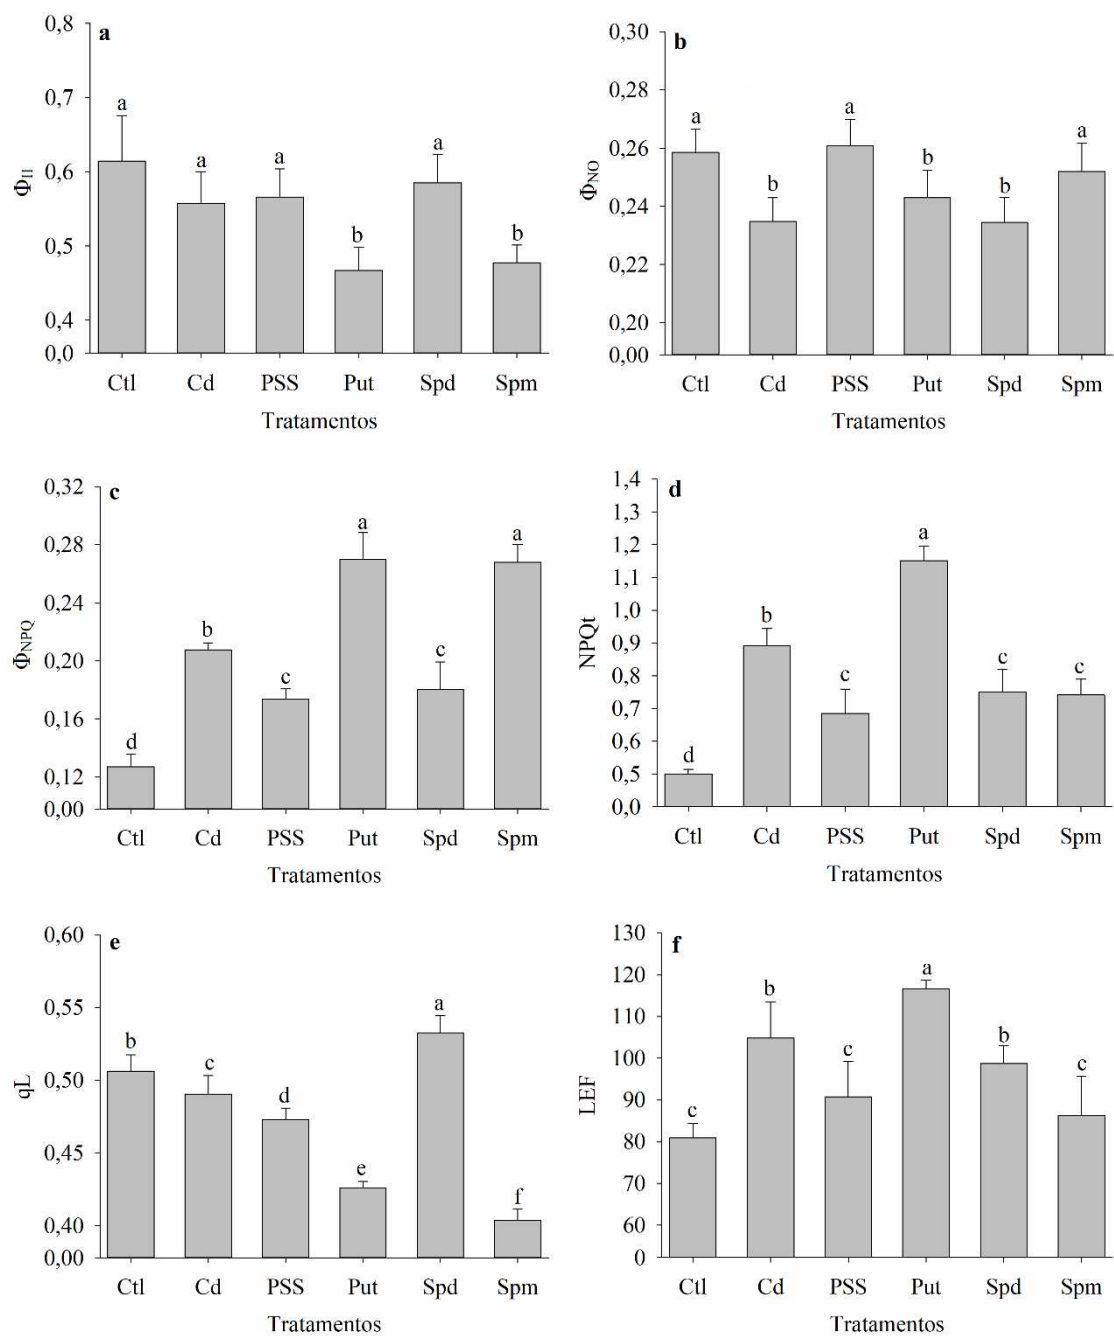 a
0,8
0,7
0,6
0,5
0,4
0,0
Φ_II
a a a b a b
Ctl Cd PSS Put Spd Spm
Tratamentos
b
0,30
0,26
0,24
0,22
0,20
0,00
Φ_NO
a b a b b a
Ctl Cd PSS Put Spd Spm
Tratamentos
c
0,32
0,28
0,24
0,20
0,16
0,12
0,00
Φ_NPQ
d b c a c a
Ctl Cd PSS Put Spd Spm
Tratamentos
d
1,4
1,3
1,2
1,1
1,0
0,9
0,8
0,7
0,6
0,5
0,0
NPQt
d b c a c c
Ctl Cd PSS Put Spd Spm
Tratamentos
e
0,60
0,55
0,50
0,45
0,40
0,00
qL
b c d e a f
Ctl Cd PSS Put Spd Spm
Tratamentos
f
130
120
110
100
90
80
70
60
0
LEF
c b c a b c
Ctl Cd PSS Put Spd Spm
Tratamentos